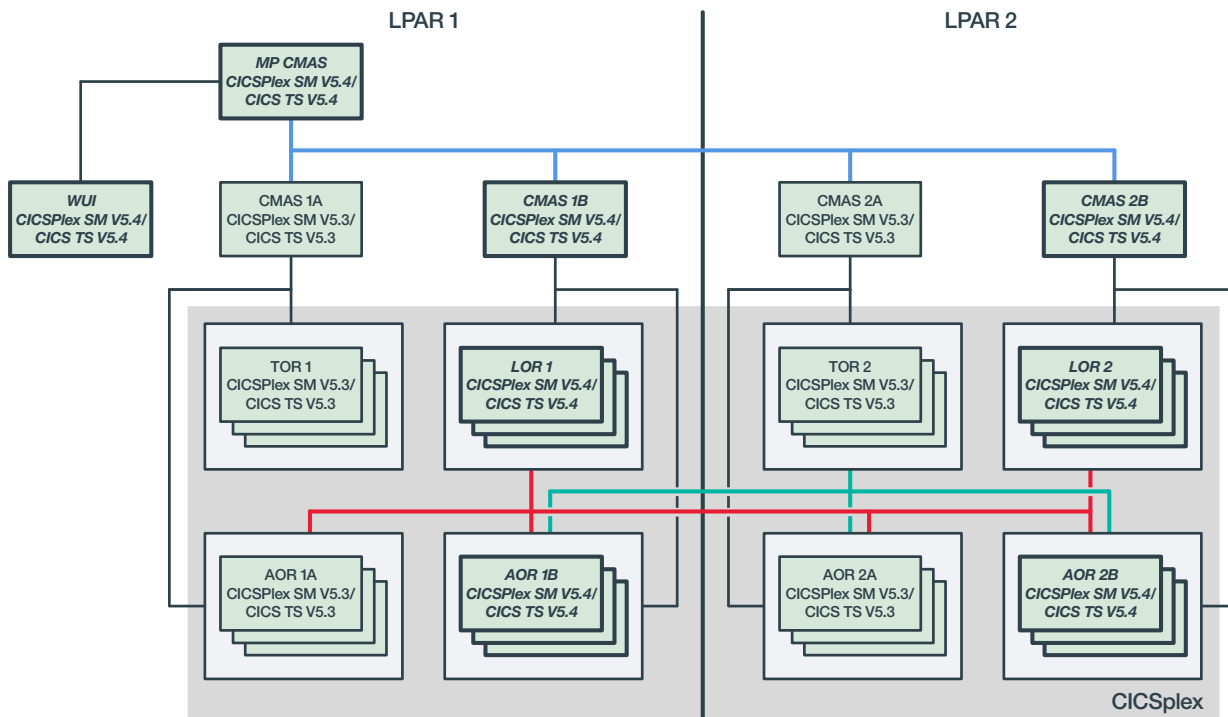 LPAR 1
LPAR 2
MP CMAS
CICSPlex SM V5.4/
CICS TS V5.4
WUI
CICSPlex SM V5.4/
CICS TS V5.4
CMAS 1A
CICSPlex SM V5.3/
CICS TS V5.3
CMAS 1B
CICSPlex SM V5.4/
CICS TS V5.4
CMAS 2A
CICSPlex SM V5.3/
CICS TS V5.3
CMAS 2B
CICSPlex SM V5.4/
CICS TS V5.4
TOR 1
CICSPlex SM V5.3/
CICS TS V5.3
LOR 1
CICSPlex SM V5.4/
CICS TS V5.4
TOR 2
CICSPlex SM V5.3/
CICS TS V5.3
LOR 2
CICSPlex SM V5.4/
CICS TS V5.4
AOR 1A
CICSPlex SM V5.3/
CICS TS V5.3
AOR 1B
CICSPlex SM V5.4/
CICS TS V5.4
AOR 2A
CICSPlex SM V5.3/
CICS TS V5.3
AOR 2B
CICSPlex SM V5.4/
CICS TS V5.4
CICSplex